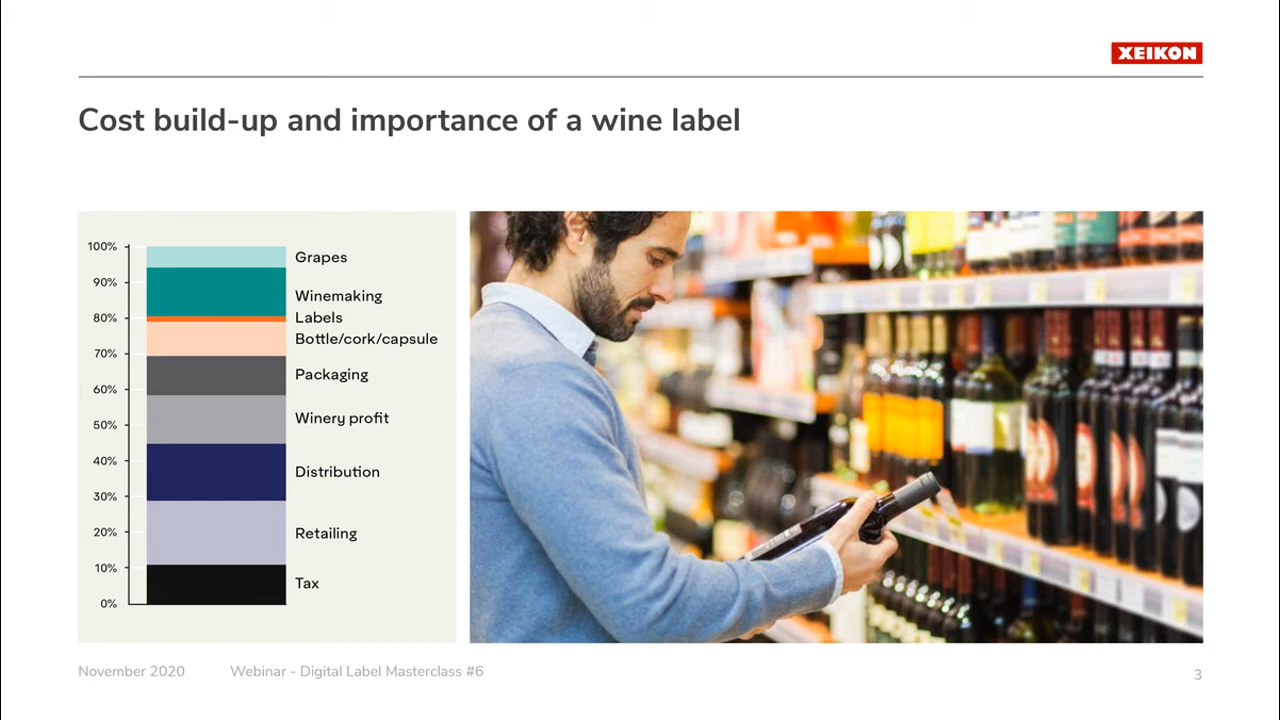 XEIKON
Cost build-up and importance of a wine label
100%
Grapes
90%
Winemaking
80%
Labels
Bottle/cork/capsule
70%
Packaging
60%
Winery profit
50%
40%
Distribution
30%
20%
Retailing
10%
Tax
0%
November 2020
Webinar - Digital Label Masterclass #6
3